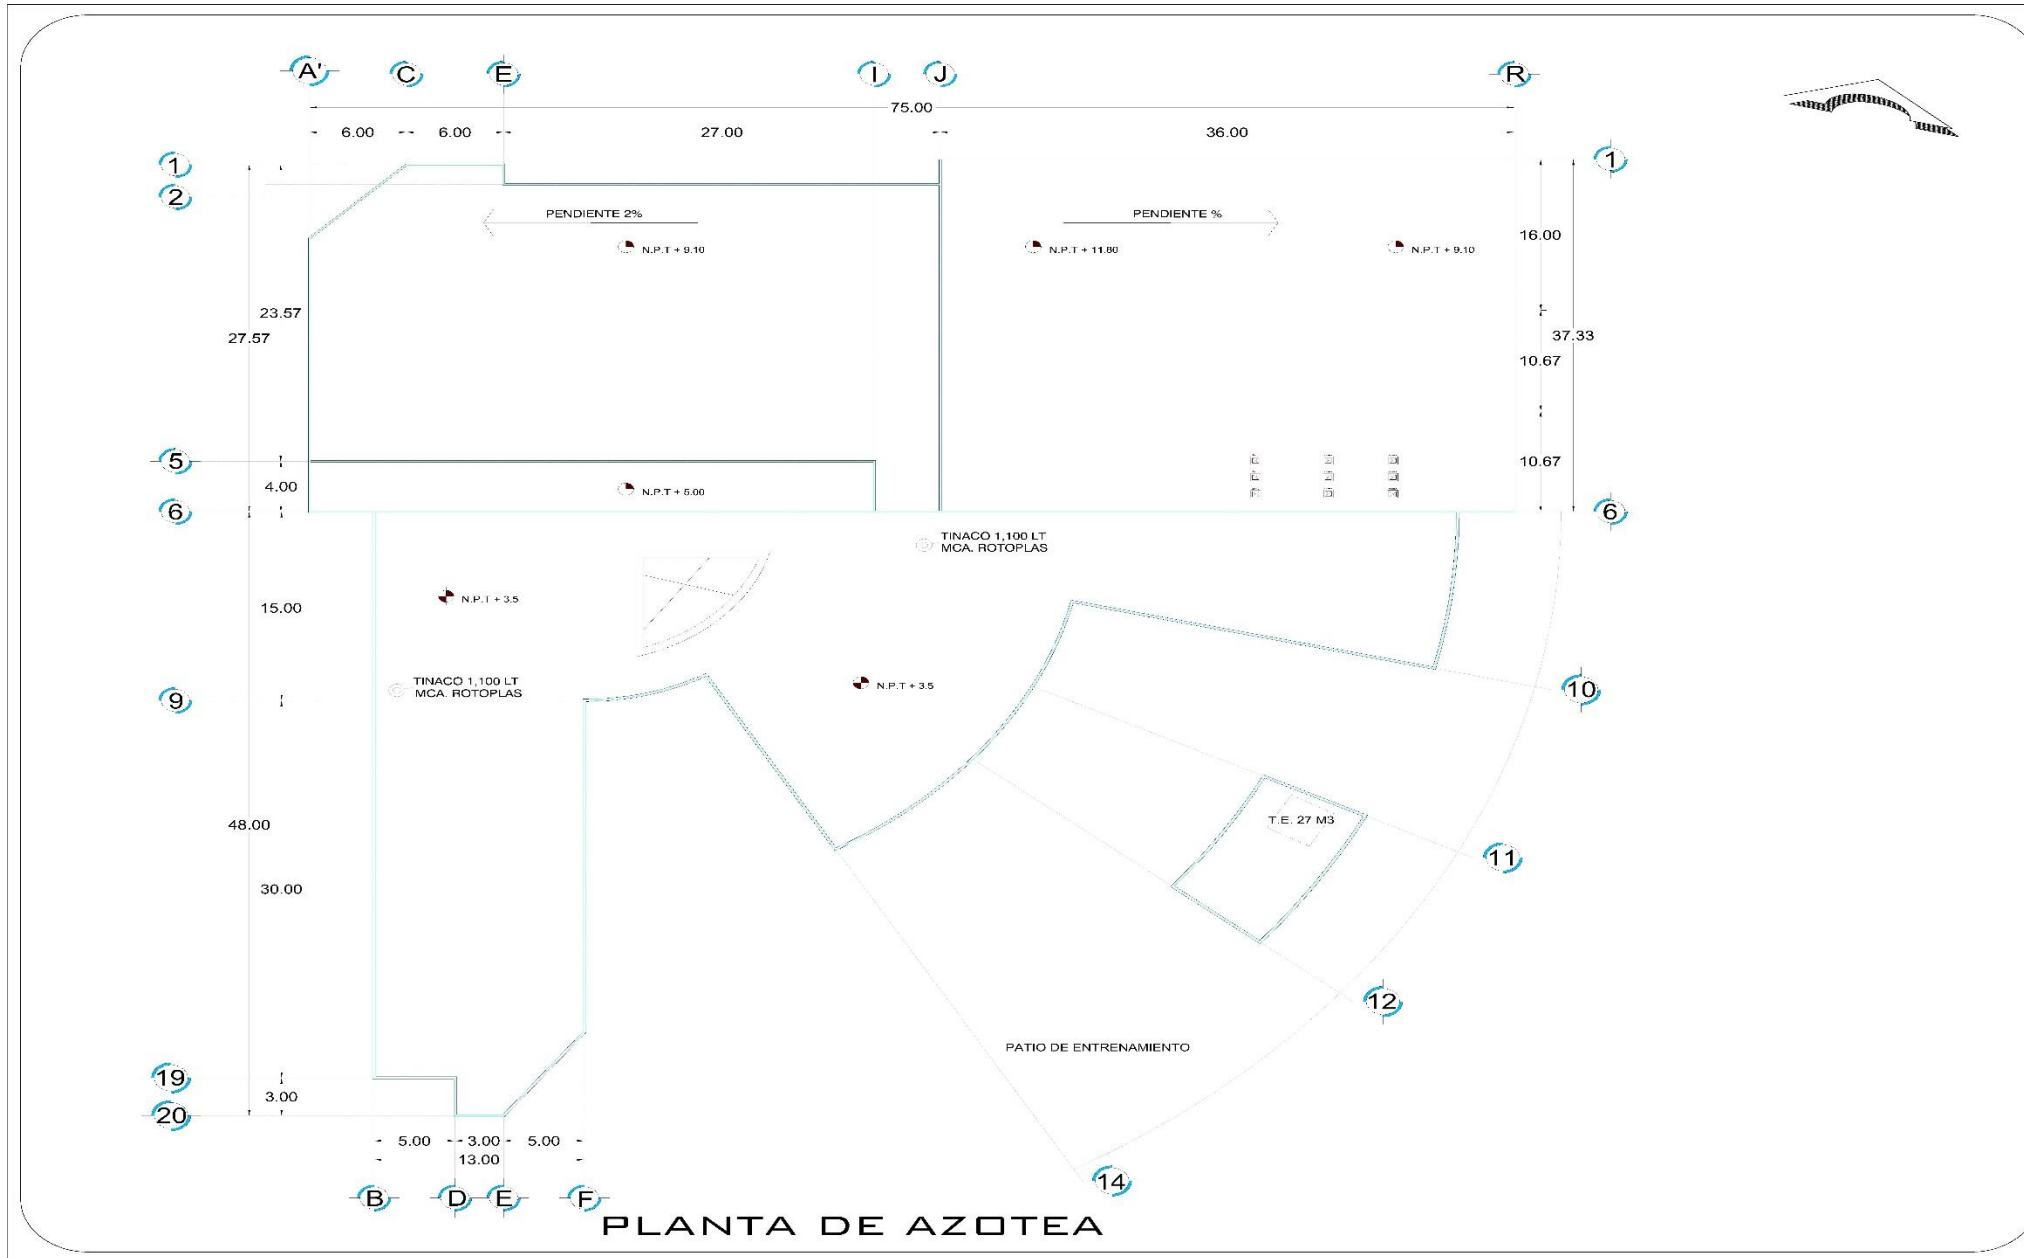 A' C E I J R
75.00
6.00 6.00 27.00 36.00
1 1
2
PENDIENTE 2% PENDIENTE %
N.P.T + 9.10 N.P.T + 11.80 N.P.T + 9.10
16.00
23.57
27.57 37.33
10.67
5 10.67
4.00 N.P.T + 5.00
6 6
TINACO 1,100 LT
MCA. ROTOPLAS
N.P.T + 3.5
15.00
TINACO 1,100 LT
MCA. ROTOPLAS
N.P.T + 3.5
9 10
T.E. 27 M3
48.00
11
30.00
12
PATIO DE ENTRENAMIENTO
19
3.00
20
5.00 3.00 5.00
13.00
14
B D E F
PLANTA DE AZOTEA